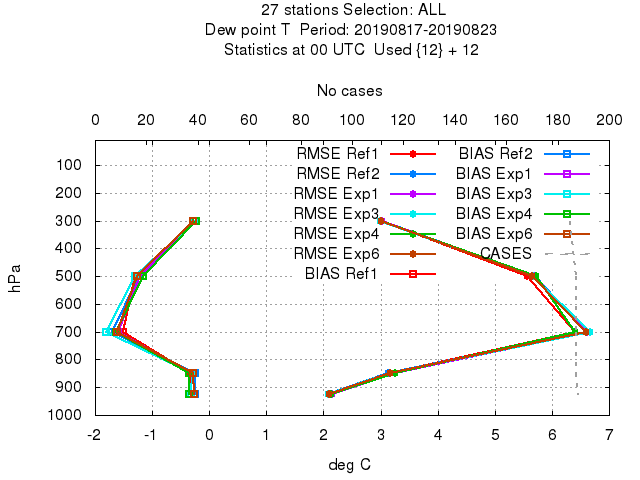 27 stations Selection: ALL
Dew point T  Period: 20190817-20190823
Statistics at 00 UTC  Used {12} + 12
No cases
0 20 40 60 80 100 120 140 160 180 200
hPa
100
200
300
400
500
600
700
800
850
900
1000
RMSE Ref1
RMSE Ref2
RMSE Exp1
RMSE Exp3
RMSE Exp4
RMSE Exp6
BIAS Ref1
BIAS Ref2
BIAS Exp1
BIAS Exp3
BIAS Exp4
BIAS Exp6
CASES
-2 -1 0 1 2 3 4 5 6 7
deg C